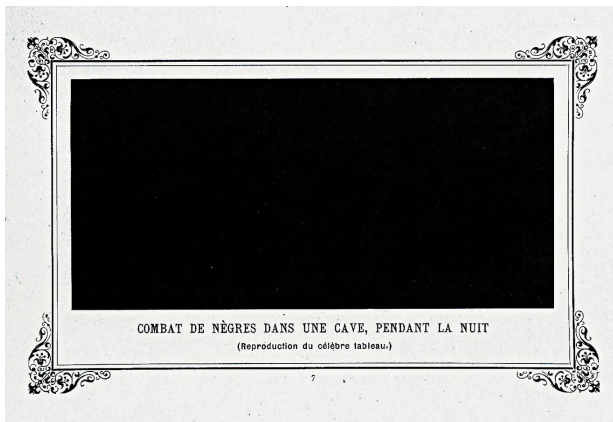 COMBAT DE NÈGRES DANS UNE CAVE, PENDANT LA NUIT
(Reproduction du célèbre tableau.)
7